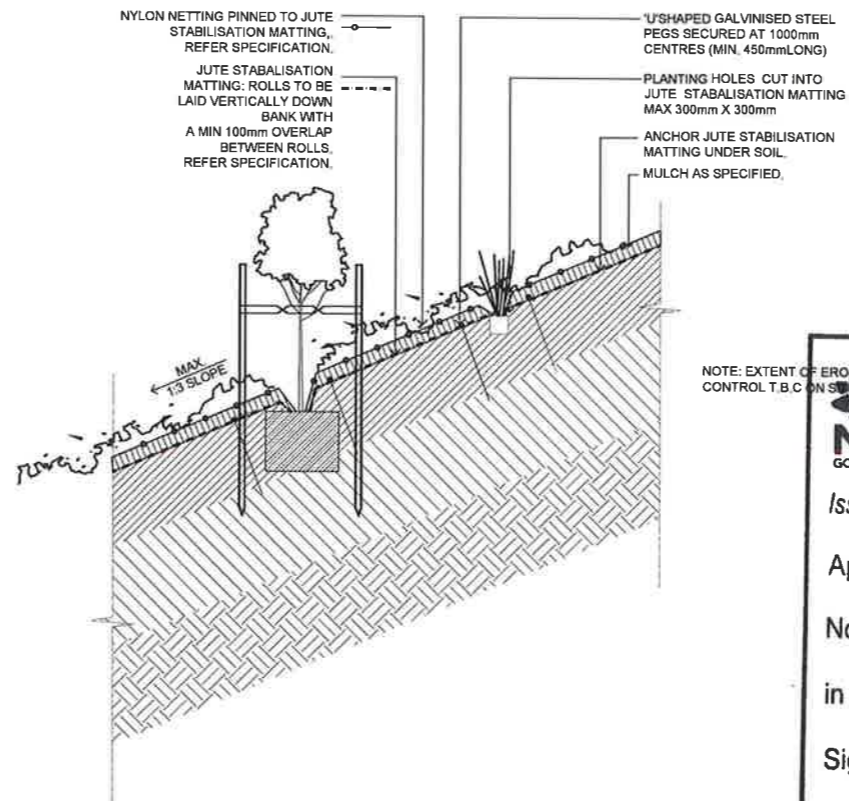 NYLON NETTING PINNED TO JUTE
STABILISATION MATTING,.
REFER SPECIFICATION.
JUTE STABALISATION
MATTING: ROLLS TO BE
LAID VERTICALLY DOWN
BANK WITH
A MIN 100mm OVERLAP
BETWEEN ROLLS.
REFER SPECIFICATION.
'U'SHAPED GALVINISED STEEL
PEGS SECURED AT 1000mm
CENTRES (MIN. 450mmLONG)
PLANTING HOLES CUT INTO
JUTE STABALISATION MATTING
MAX 300mm X 300mm
ANCHOR JUTE STABILISATION
MATTING UNDER SOIL.
MULCH AS SPECIFIED.
MAX
1:3 SLOPE
NOTE: EXTENT OF ERO
CONTROL T.B.C ON
N
GO
Iss
Ap
No
in
Sig